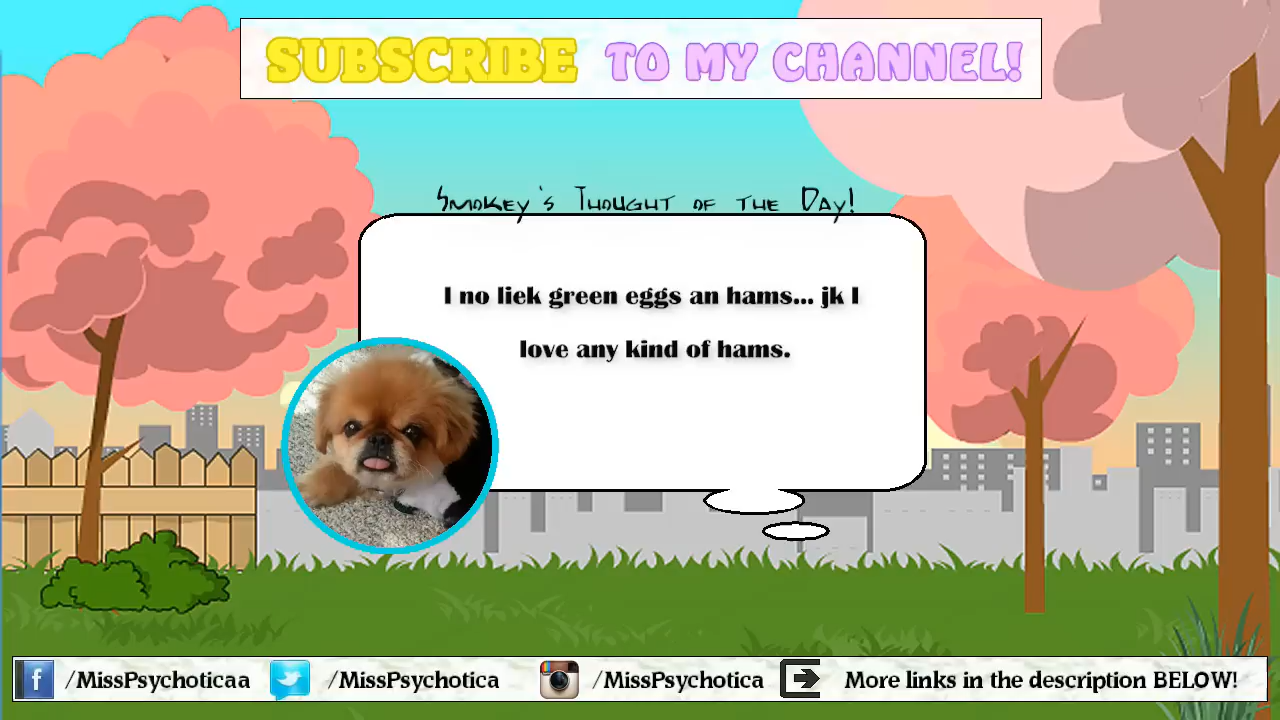 SUBSCRIBE TO MY CHANNEL!
Smokey's Thought of the Day!
I no liek green eggs an hams... jk I
love any kind of hams.
f /MissPsychoticaa /MissPsychotica /MissPsychotica More links in the description BELOW!